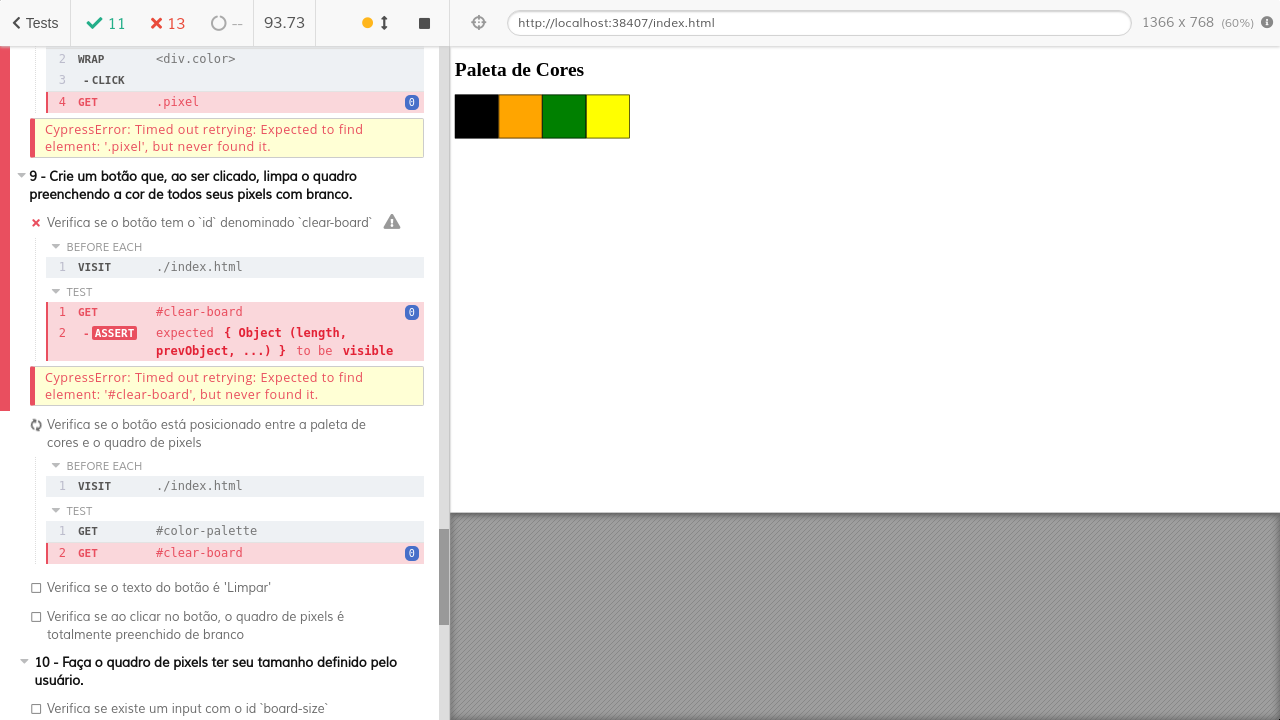 Tests 11 13 -- 93.73 http://localhost:38407/index.html 1366 x 768 (60%)
2 WRAP <div.color>
3 -CLICK
4 GET .pixel 0
CypressError: Timed out retrying: Expected to find
element: '.pixel', but never found it.
9 - Crie um botão que, ao ser clicado, limpa o quadro
preenchendo a cor de todos seus pixels com branco.
Verifica se o botão tem o `id` denominado `clear-board`
BEFORE EACH
1 VISIT ./index.html
TEST
1 GET #clear-board 0
2 -ASSERT expected { Object (length,
prevObject, ...) } to be visible
CypressError: Timed out retrying: Expected to find
element: '#clear-board', but never found it.
Verifica se o botão está posicionado entre a paleta de
cores e o quadro de pixels
BEFORE EACH
1 VISIT ./index.html
TEST
1 GET #color-palette
2 GET #clear-board 0
Verifica se o texto do botão é 'Limpar'
Verifica se ao clicar no botão, o quadro de pixels é
totalmente preenchido de branco
10 - Faça o quadro de pixels ter seu tamanho definido pelo
usuário.
Verifica se existe um input com o id `board-size`
Paleta de Cores